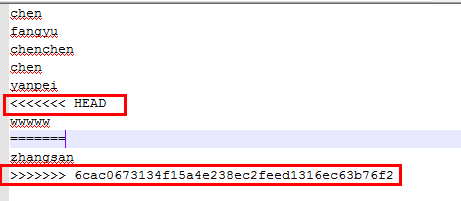 chen
fangyu
chenchen
chen
yanpei
<<<<<<< HEAD
wwwww
=======
zhangsan
>>>>>>> 6cac0673134f15a4e238ec2feed1316ec63b76f2